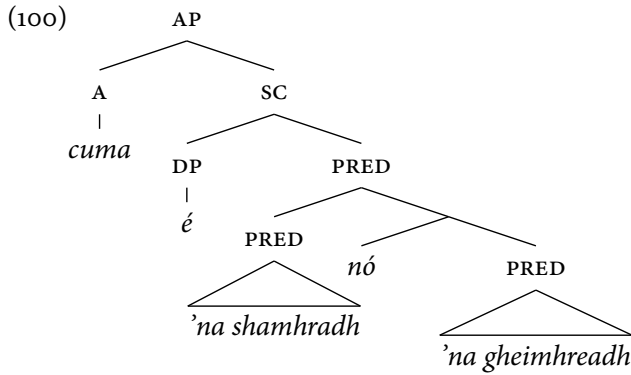 (100) AP
A SC
cuma
DP PRED
é
PRED nó PRED
’na shamhradh
’na gheimhreadh